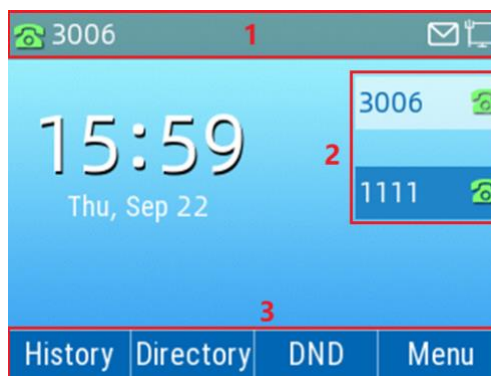 3006 1
3006
15:59 2
1111
Thu, Sep 22
3
History Directory DND Menu